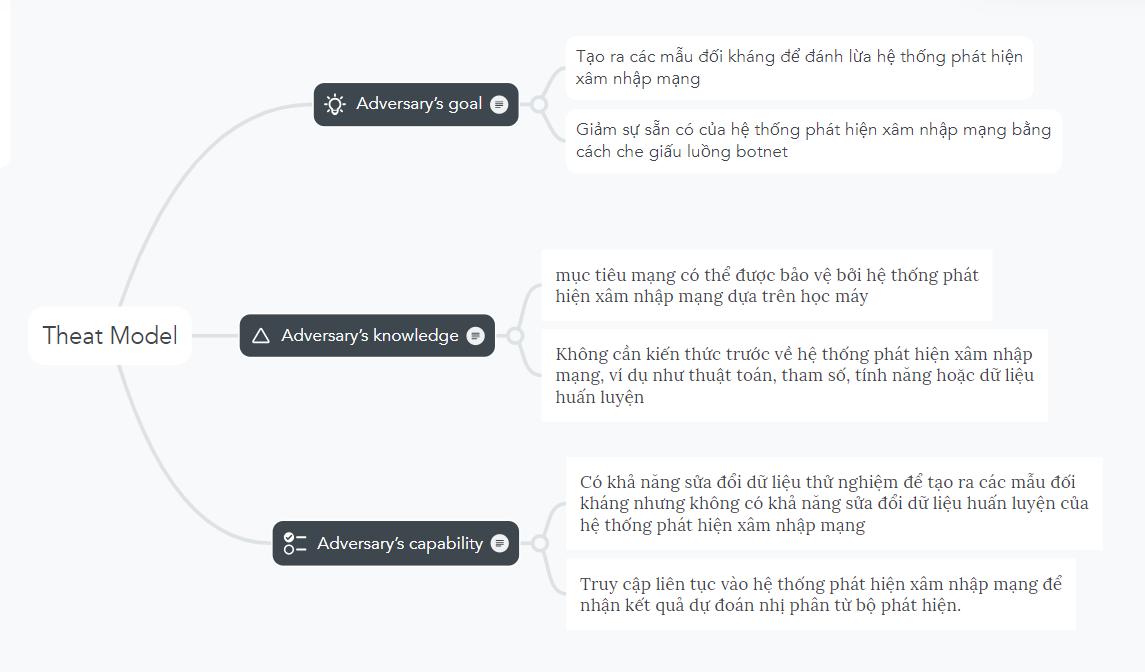 Theat Model
Adversary's goal
Tạo ra các mẫu đối kháng để đánh lừa hệ thống phát hiện
xâm nhập mạng
Giảm sự sẵn có của hệ thống phát hiện xâm nhập mạng bằng
cách che giấu luồng botnet
Adversary's knowledge
mục tiêu mạng có thể được bảo vệ bởi hệ thống phát
hiện xâm nhập mạng dựa trên học máy
Không cần kiến thức trước về hệ thống phát hiện xâm nhập
mạng, ví dụ như thuật toán, tham số, tính năng hoặc dữ liệu
huấn luyện
Adversary's capability
Có khả năng sửa đổi dữ liệu thử nghiệm để tạo ra các mẫu đối
kháng nhưng không có khả năng sửa đổi dữ liệu huấn luyện của
hệ thống phát hiện xâm nhập mạng
Truy cập liên tục vào hệ thống phát hiện xâm nhập mạng để
nhận kết quả dự đoán nhị phân từ bộ phát hiện.